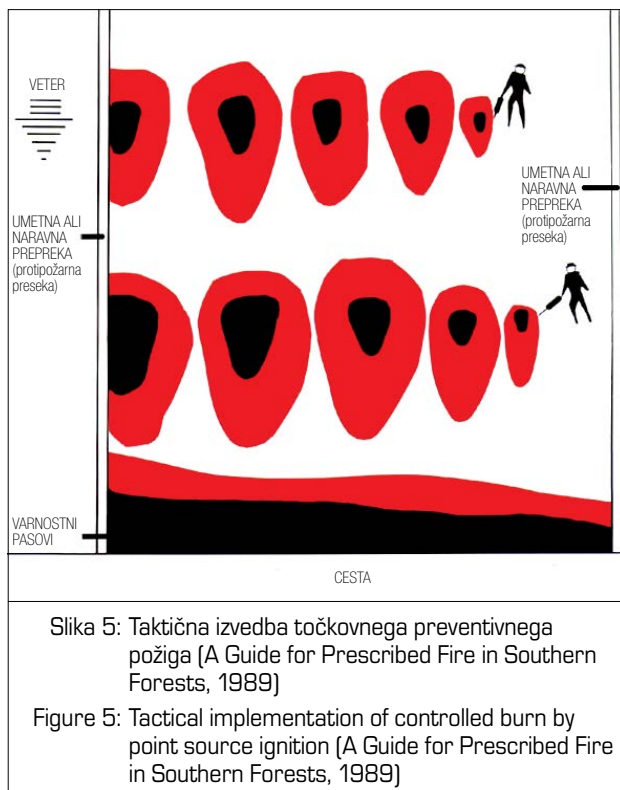 VETER
UMETNA ALI
NARAVNA
PREPREKA
(protipožarna
preseka)
UMETNA ALI
NARAVNA PREPREKA
(protipožarna
preseka)
VARNOSTNI
PASOVI
CESTA
Slika 5: Taktična izvedba točkovnega preventivnega
požiga (A Guide for Prescribed Fire in Southern
Forests, 1989)
Figure 5: Tactical implementation of controlled burn by
point source ignition (A Guide for Prescribed Fire
in Southern Forests, 1989)